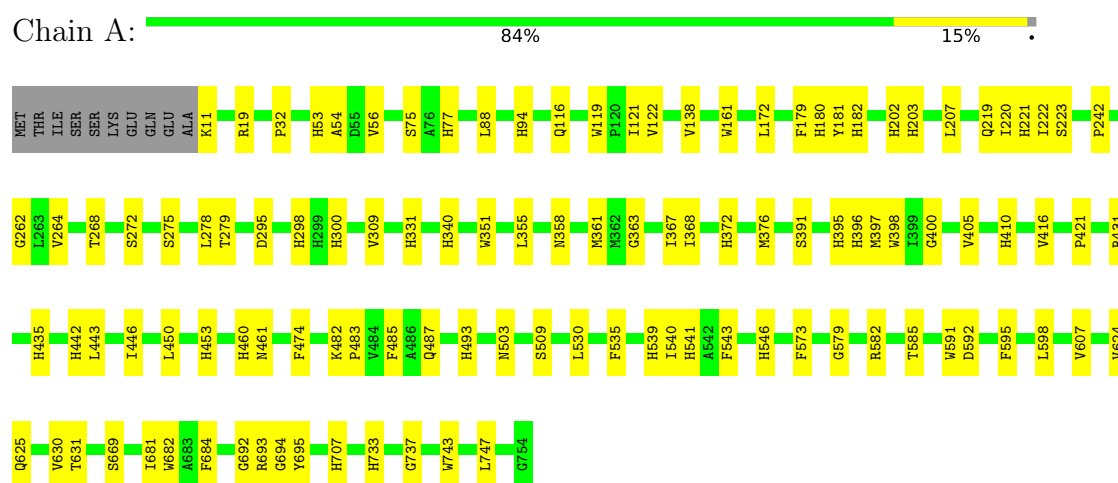 Chain A:
84% 15% •
MET THR ILE SER SER LYS GLU GLN GLU ALA K11 R19 P32 H53 A54 D55 V56 S75 A76 H77 L88 H94 Q116 W119 P120 I121 V122 V138 W161 L172 F179 H180 Y181 H182 H202 H203 L207 Q219 I220 H221 I222 S223 P242
G262 L263 V264 T268 S272 S275 L278 T279 D295 H298 H299 H300 V309 H331 H340 W351 L355 N358 M361 M362 G363 I367 I368 H372 M376 S391 H395 H396 M397 W398 I399 G400 V405 H410 V416 P421
H435 H442 L443 I446 L450 H453 H460 N461 F474 K482 P483 V484 F485 A486 Q487 H493 N503 S509 L530 F535 H539 I540 H541 A542 F543 H546 F573 G579 R582 T585 W591 D592 F595 L598 V607
Q625 V630 T631 S669 I681 W682 A683 F684 G692 R693 G694 Y695 H707 H733 G737 W743 L747 G754